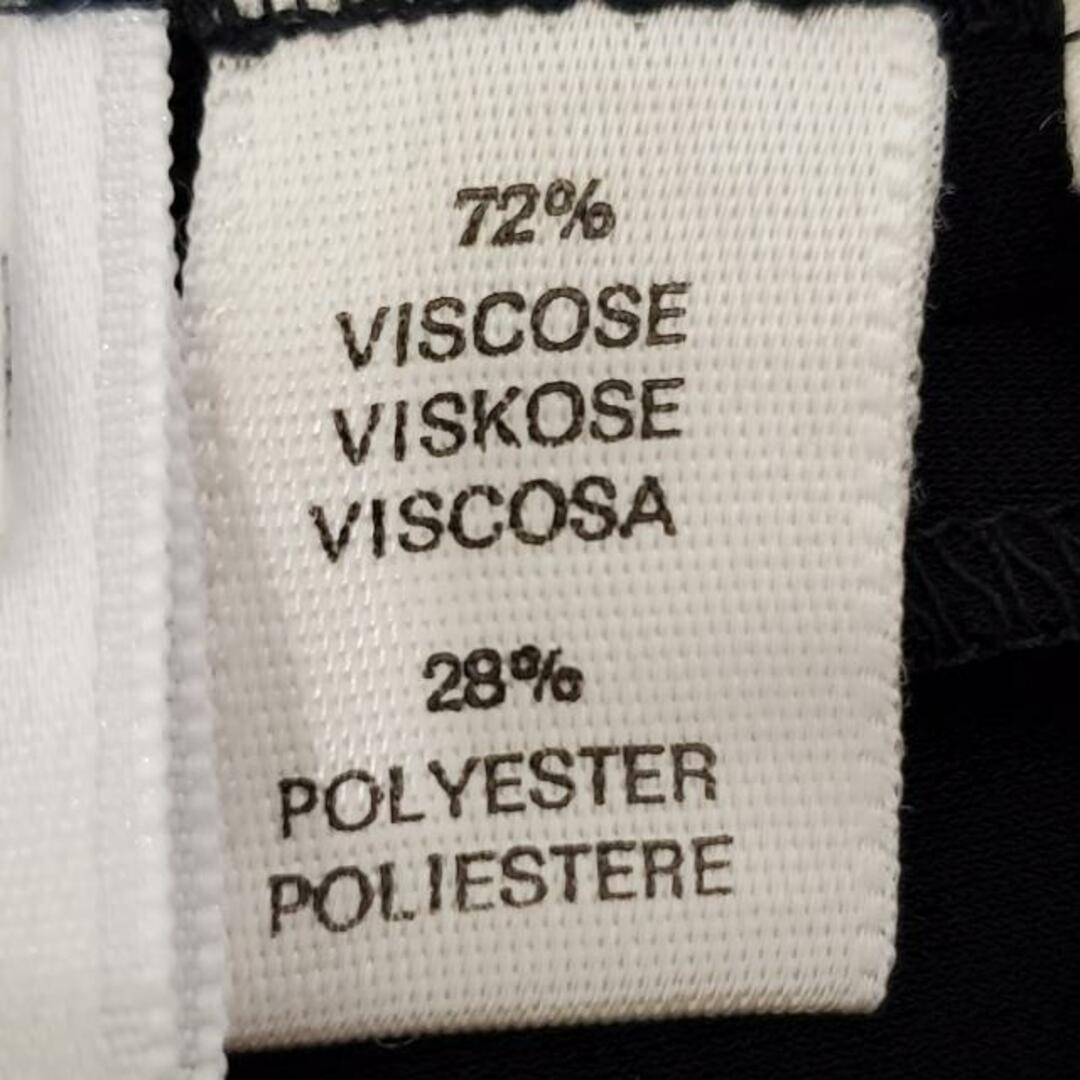 72%
VISCOSE
VISKOSE
VISCOSA
28%
POLYESTER
POLIESTERE